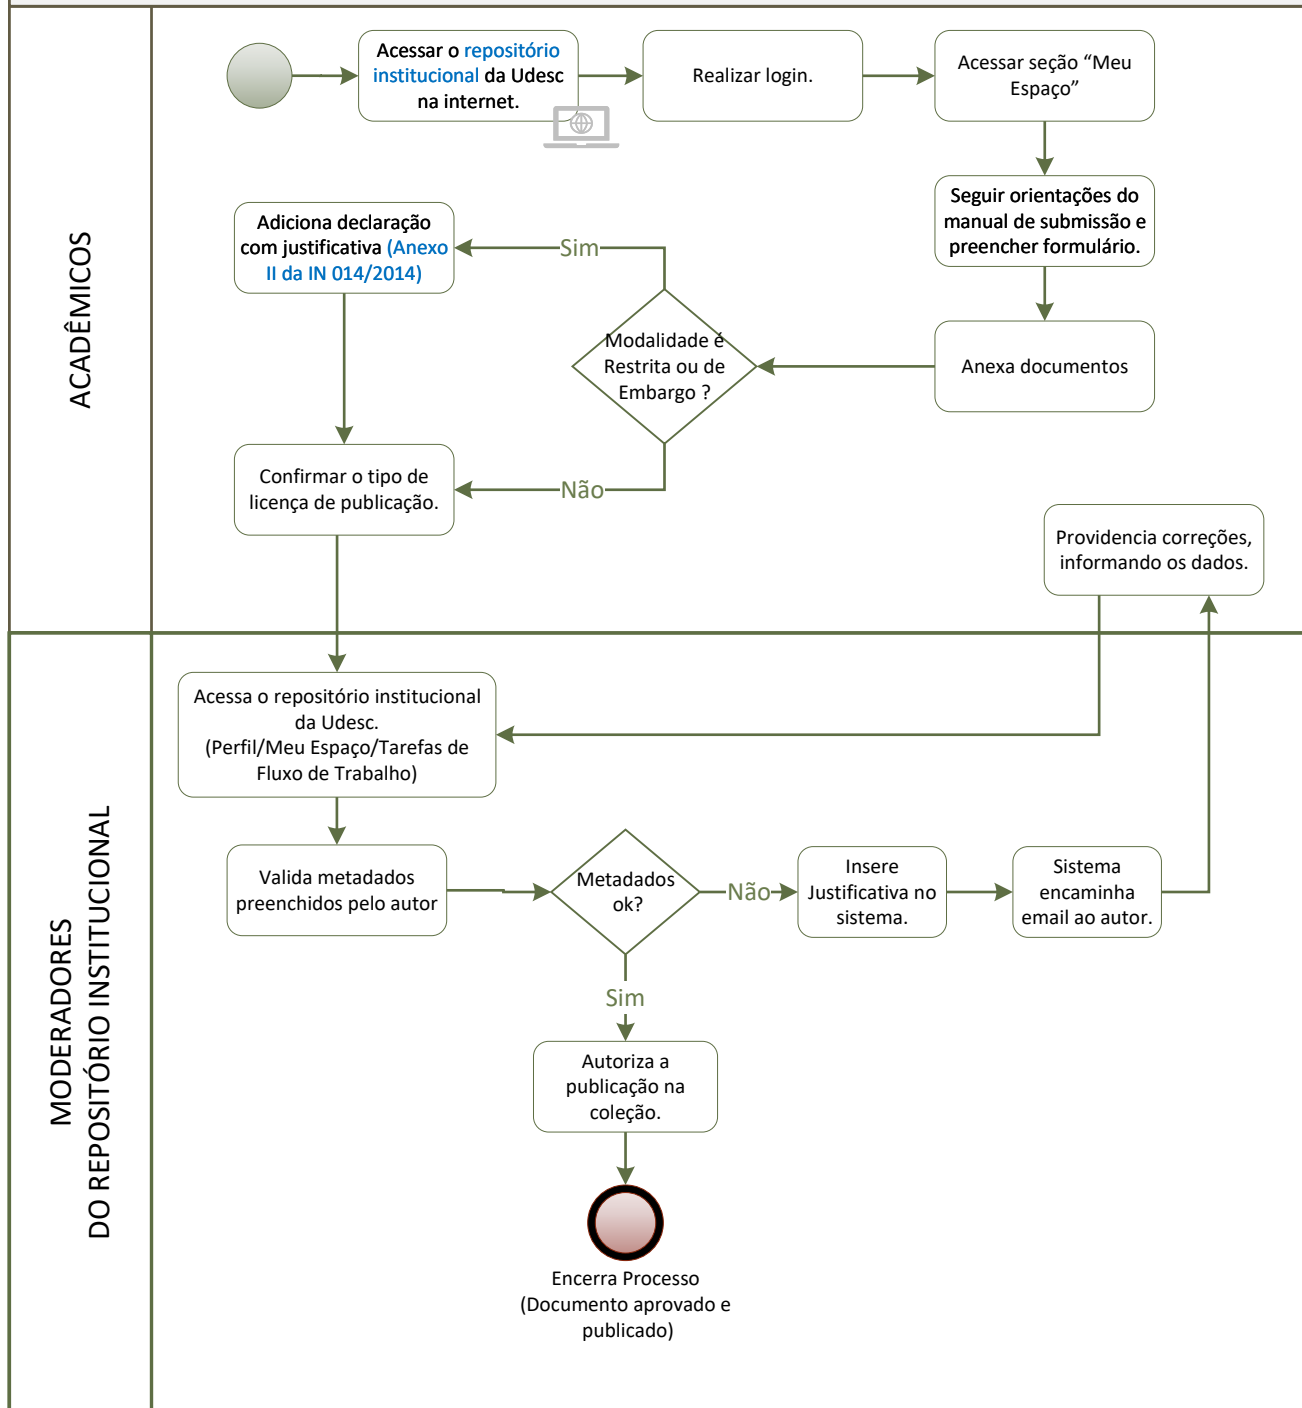 ACADÊMICOS
Acessar o repositório
institucional da Udesc
na internet.
Realizar login.
Acessar seção “Meu
Espaço”
Seguir orientações do
manual de submissão e
preencher formulário.
Anexa documentos
Modalidade é
Restrita ou de
Embargo ?
Sim
Adiciona declaração
com justificativa (Anexo
II da IN 014/2014)
Não
Confirmar o tipo de
licença de publicação.
Providencia correções,
informando os dados.
MODERADORES
DO REPOSITÓRIO INSTITUCIONAL
Acessa o repositório institucional
da Udesc.
(Perfil/Meu Espaço/Tarefas de
Fluxo de Trabalho)
Valida metadados
preenchidos pelo autor
Metadados
ok?
Não
Insere
Justificativa no
sistema.
Sistema
encaminha
email ao autor.
Sim
Autoriza a
publicação na
coleção.
Encerra Processo
(Documento aprovado e
publicado)